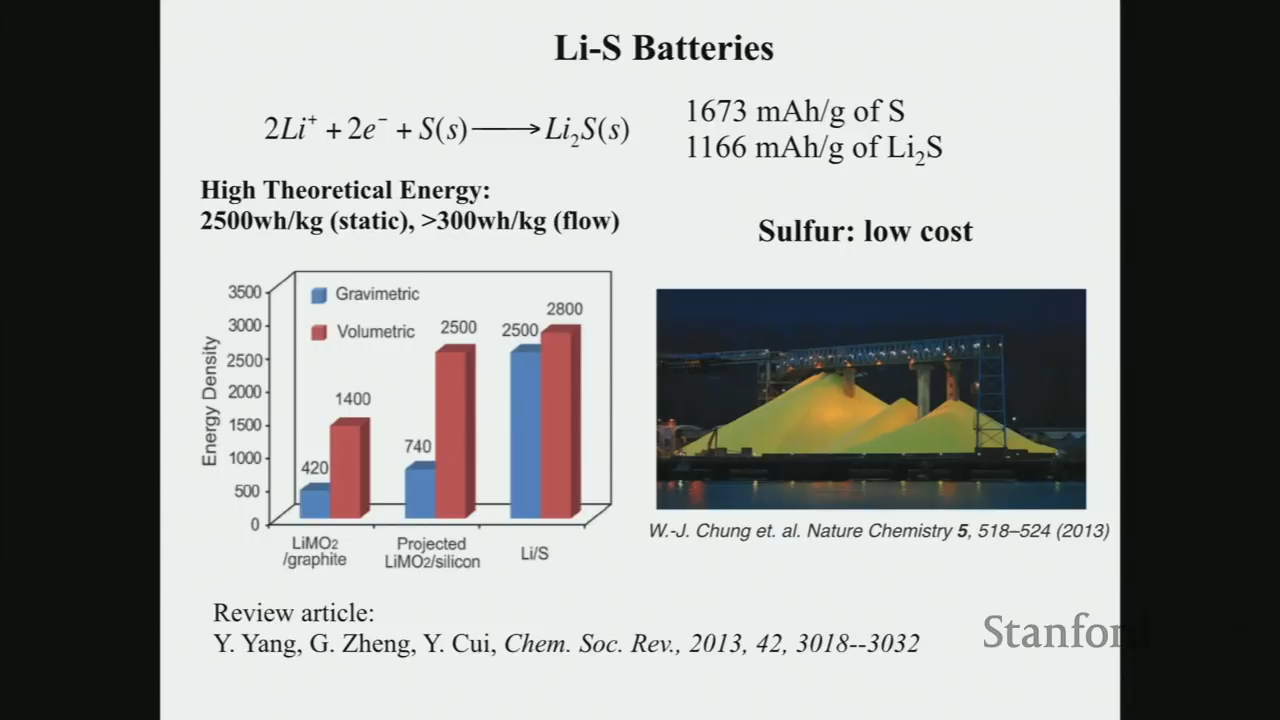 Li-S Batteries
2Li⁺ + 2e⁻ + S(s) ⟶ Li₂S(s)
1673 mAh/g of S
1166 mAh/g of Li₂S
High Theoretical Energy:
2500wh/kg (static), >300wh/kg (flow)
Sulfur: low cost
Energy Density
3500
3000
2500
2000
1500
1000
500
0
Gravimetric
Volumetric
420
1400
740
2500
2500
2800
LiMO₂
/graphite
Projected
LiMO₂/silicon
Li/S
W.-J. Chung et. al. Nature Chemistry 5, 518–524 (2013)
Review article:
Y. Yang, G. Zheng, Y. Cui, Chem. Soc. Rev., 2013, 42, 3018--3032
Stanford